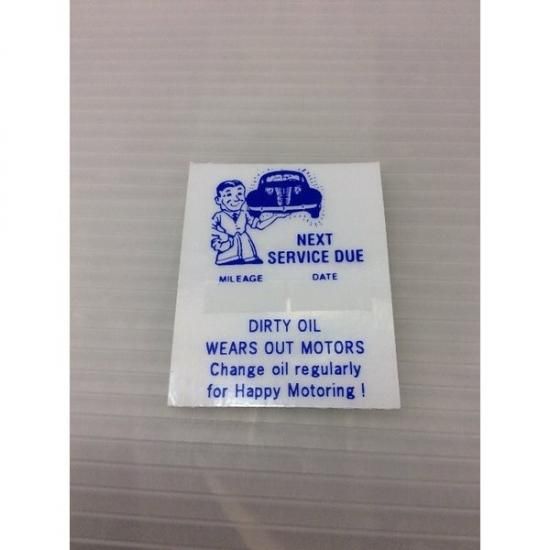 NEXT
SERVICE DUE
MILEAGE DATE
DIRTY OIL
WEARS OUT MOTORS
Change oil regularly
for Happy Motoring !